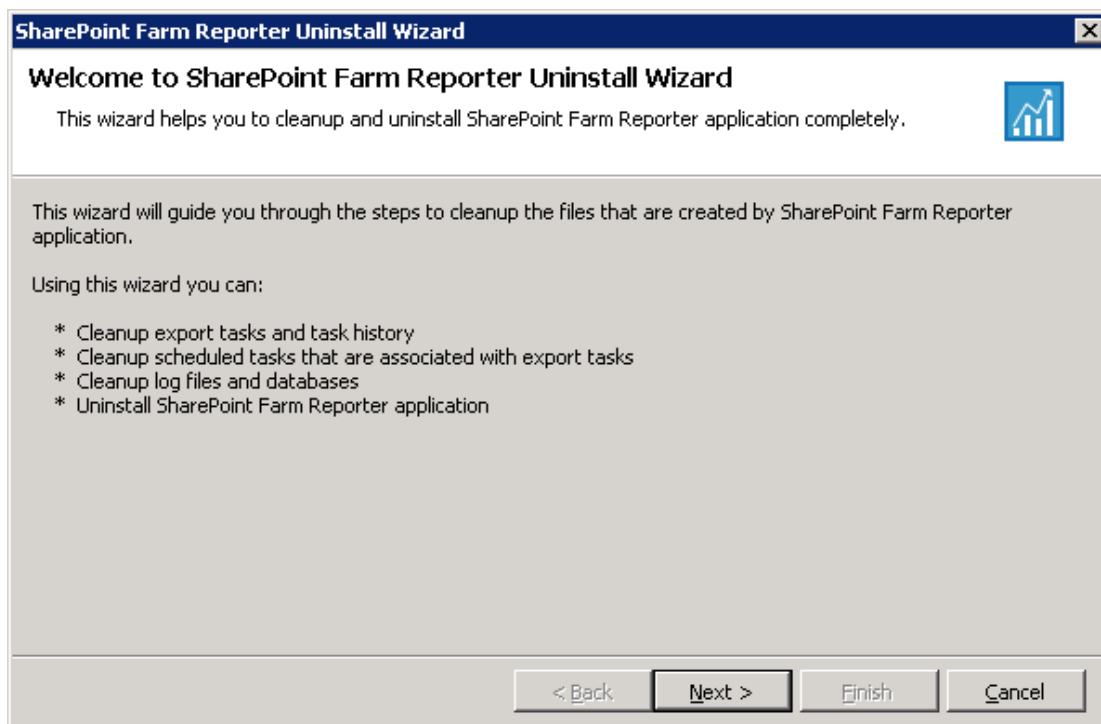 SharePoint Farm Reporter Uninstall Wizard
Welcome to SharePoint Farm Reporter Uninstall Wizard
This wizard helps you to cleanup and uninstall SharePoint Farm Reporter application completely.
This wizard will guide you through the steps to cleanup the files that are created by SharePoint Farm Reporter
application.
Using this wizard you can:
* Cleanup export tasks and task history
* Cleanup scheduled tasks that are associated with export tasks
* Cleanup log files and databases
* Uninstall SharePoint Farm Reporter application
< Back Next > Finish Cancel